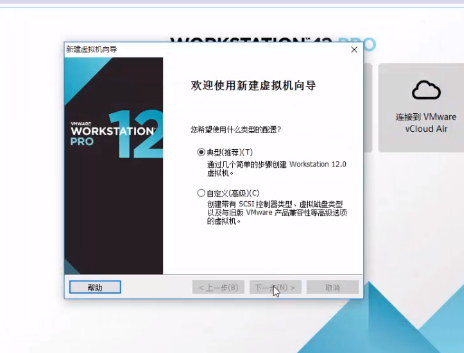 WORKSTATION 12 PRO
新建虚拟机向导
欢迎使用新建虚拟机向导
您希望使用什么类型的配置?
典型(推荐)(T)
通过几个简单的步骤创建 Workstation 12.0
虚拟机。
自定义(高级)(C)
创建带有 SCSI 控制器类型、虚拟磁盘类型
以及与旧版 VMware 产品兼容性等高级选项
的虚拟机。
VMWARE
WORKSTATION
PRO
12
连接到 VMware
vCloud Air
帮助
< 上一步(B)
下一步(N) >
取消